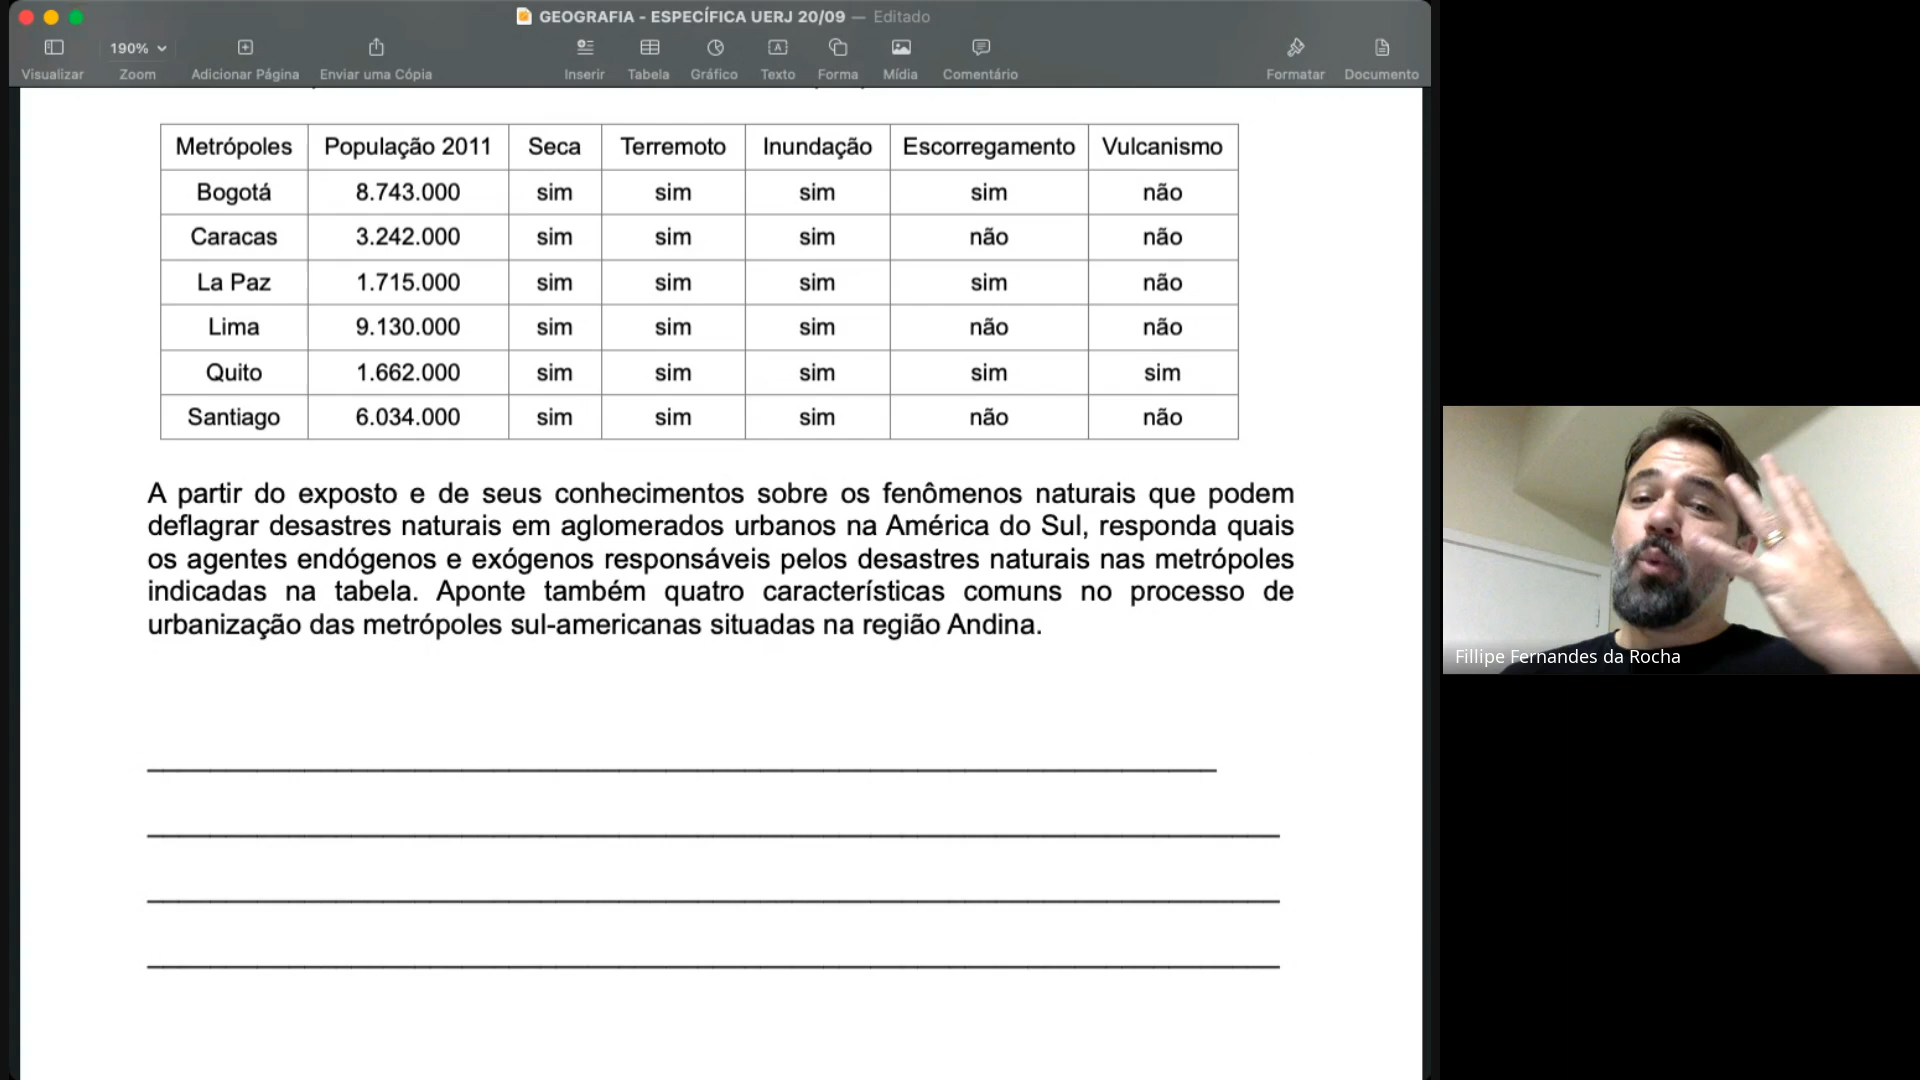 GEOGRAFIA - ESPECÍFICA UERJ 20/09 — Editado
190%
Visualizar Zoom Adicionar Página Enviar uma Cópia Inserir Tabela Gráfico Texto Forma Mídia Comentário Formatar Documento
Metrópoles População 2011 Seca Terremoto Inundação Escorregamento Vulcanismo
Bogotá 8.743.000 sim sim sim sim não
Caracas 3.242.000 sim sim sim não não
La Paz 1.715.000 sim sim sim sim não
Lima 9.130.000 sim sim sim não não
Quito 1.662.000 sim sim sim sim sim
Santiago 6.034.000 sim sim sim não não
A partir do exposto e de seus conhecimentos sobre os fenômenos naturais que podem
deflagrar desastres naturais em aglomerados urbanos na América do Sul, responda quais
os agentes endógenos e exógenos responsáveis pelos desastres naturais nas metrópoles
indicadas na tabela. Aponte também quatro características comuns no processo de
urbanização das metrópoles sul-americanas situadas na região Andina.
Fillipe Fernandes da Rocha